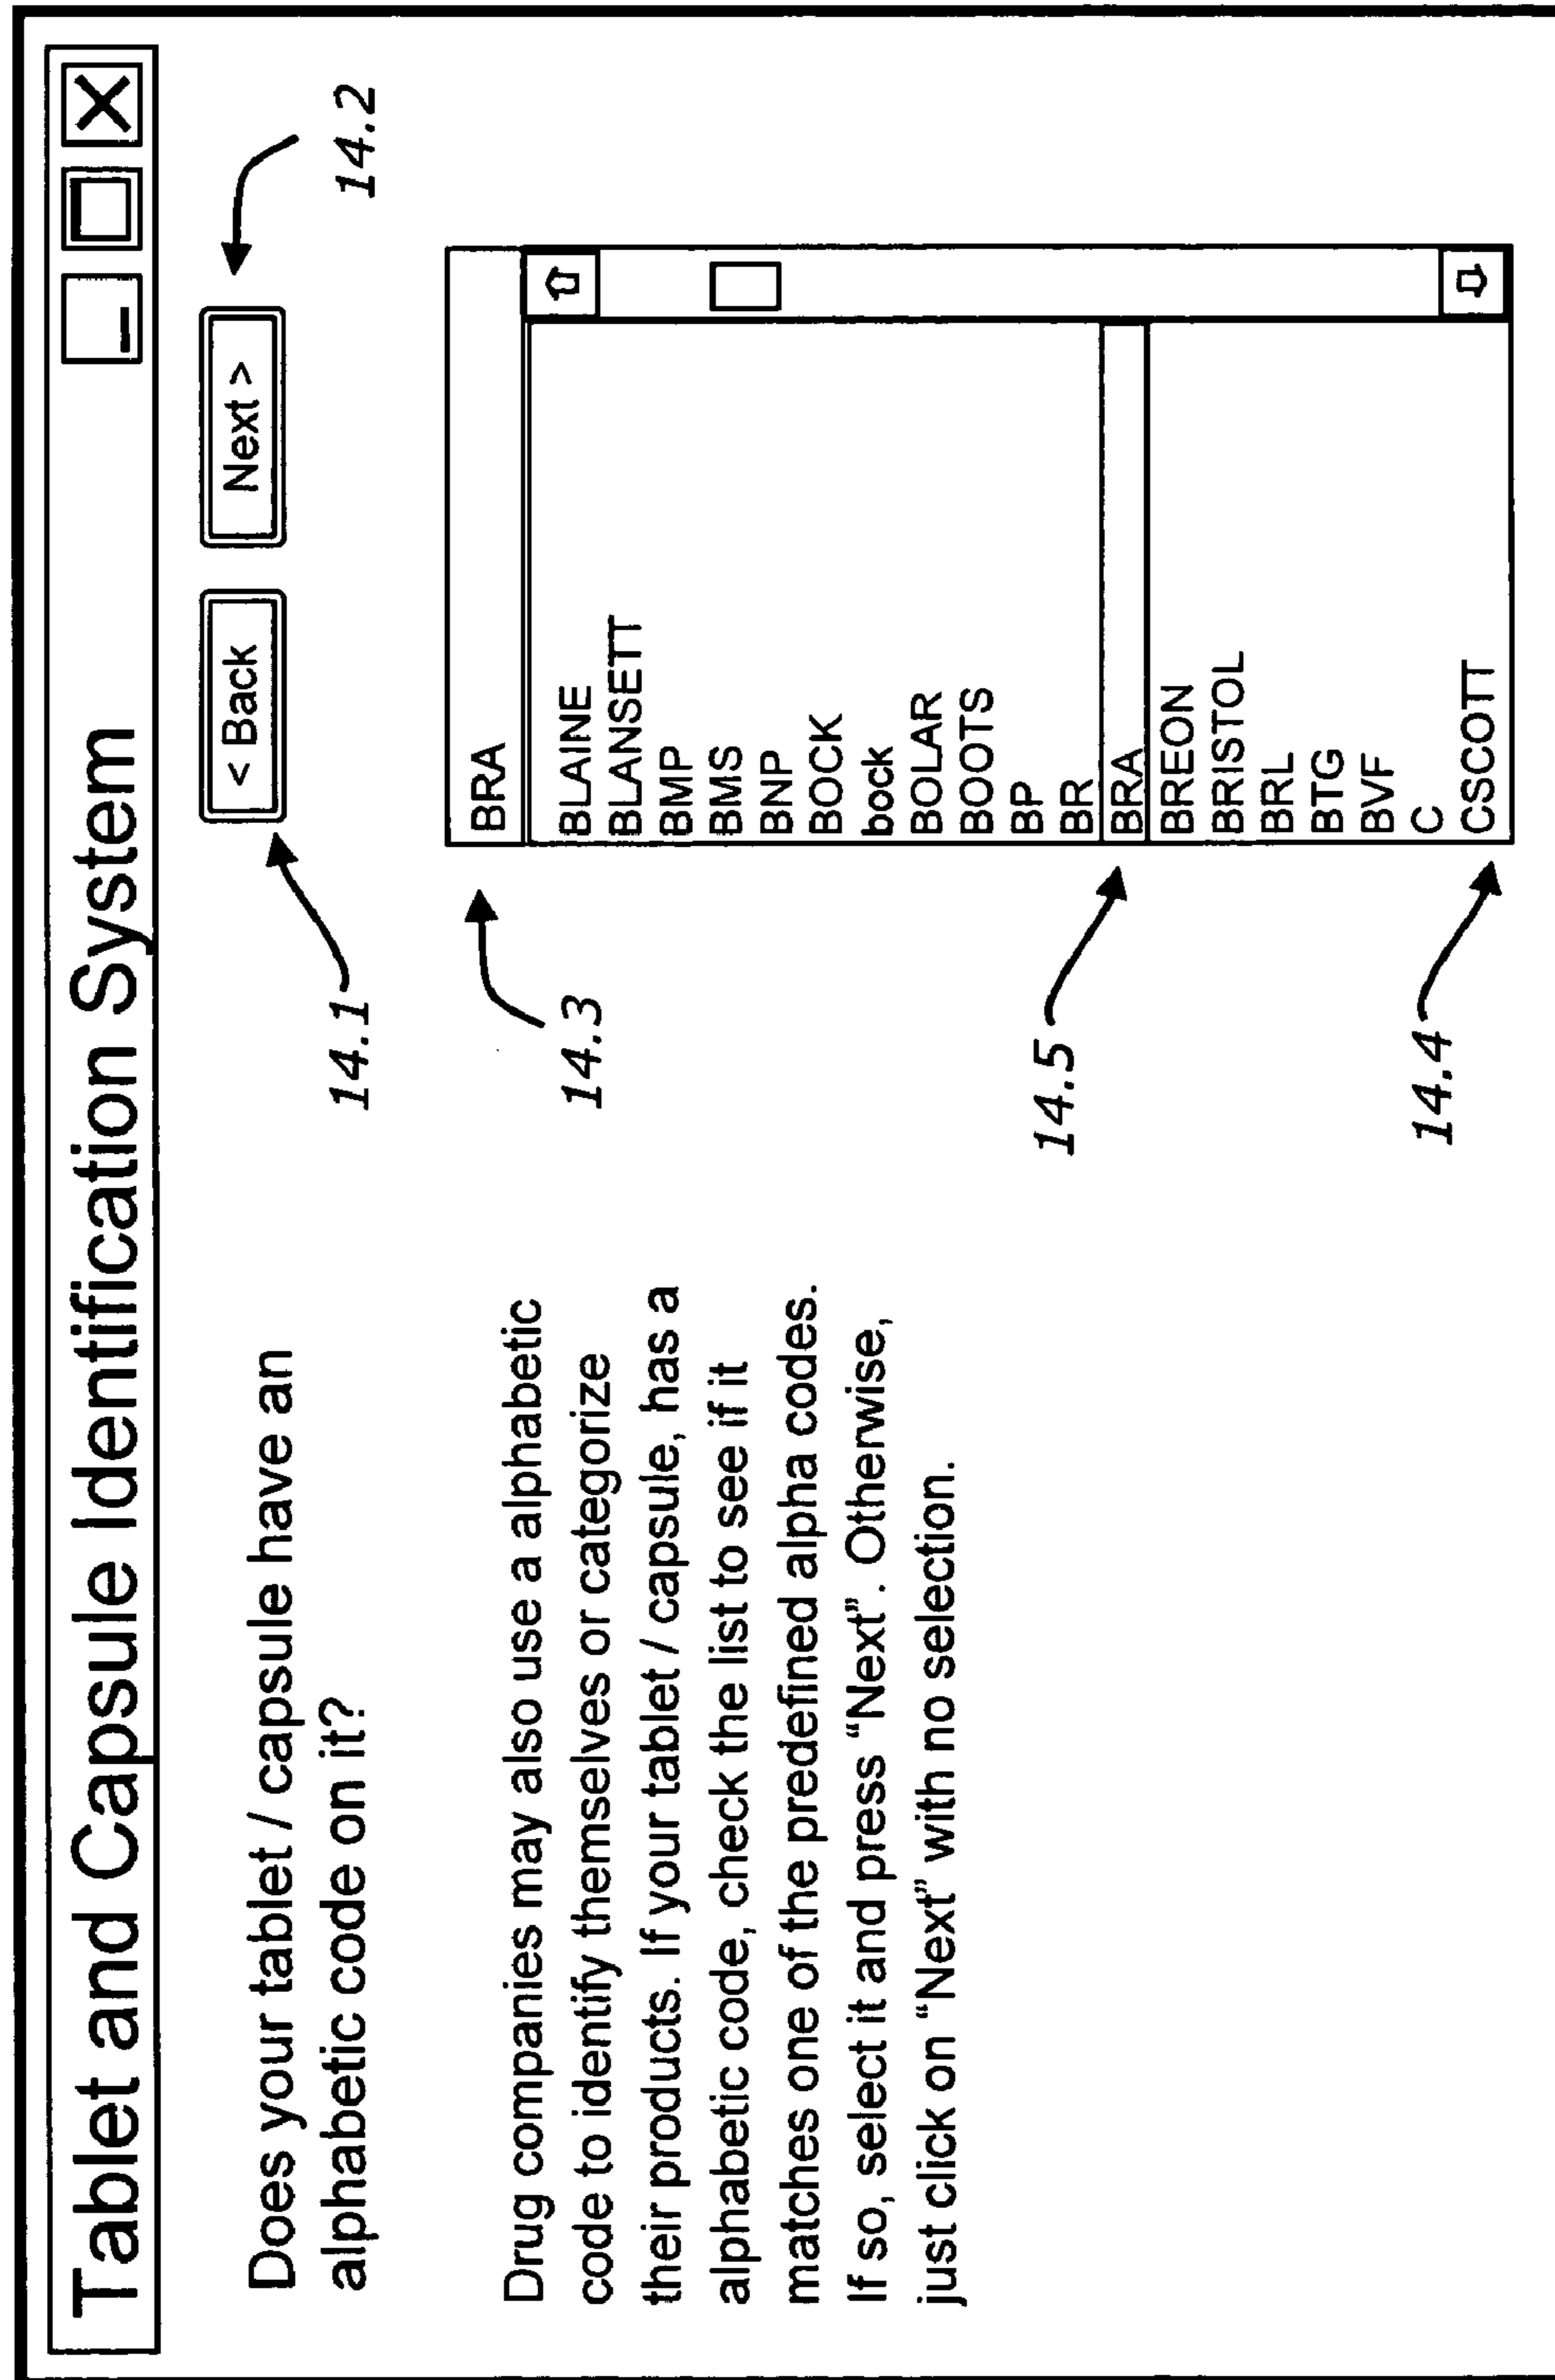 Tablet and Capsule Identification System
Does your tablet / capsule have an
alphabetic code on it?
< Back
Next >
14.1
14.2
Drug companies may also use a alphabetic
code to identify themselves or categorize
their products. If your tablet / capsule, has a
alphabetic code, check the list to see if it
matches one of the predefined alpha codes.
If so, select it and press “Next”. Otherwise,
just click on “Next” with no selection.
14.3
BRA
BLAINE
BLANSETT
BMP
BMS
BNP
BOCK
bock
BOLAR
BOOTS
BP
BR
BRA
BREON
BRISTOL
BRL
BTG
BVF
C
CSCOTT
14.5
14.4